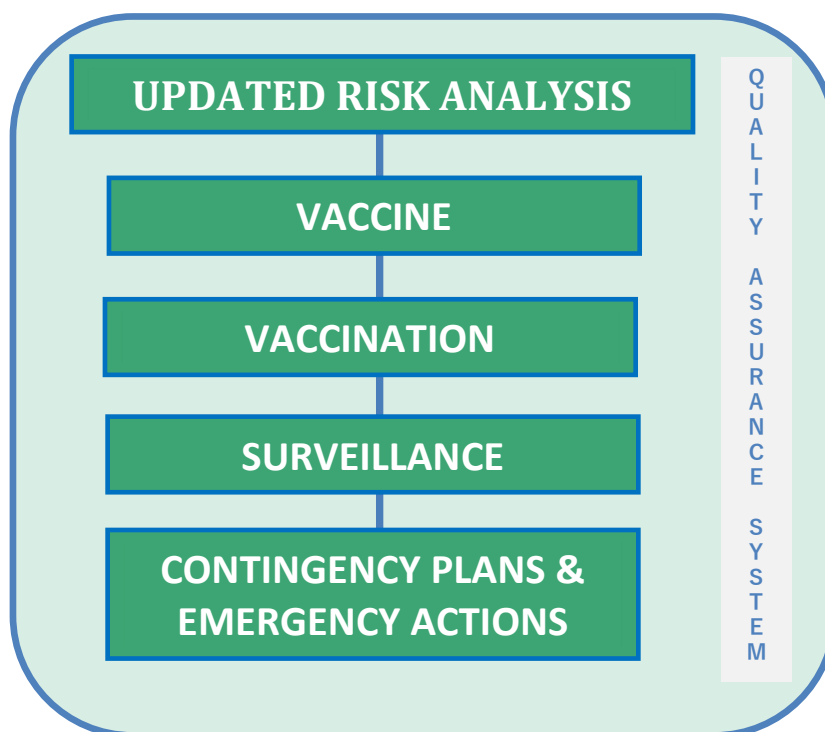 UPDATED RISK ANALYSIS
VACCINE
VACCINATION
SURVEILLANCE
CONTINGENCY PLANS &
EMERGENCY ACTIONS
QUALITY ASSURANCE SYSTEM